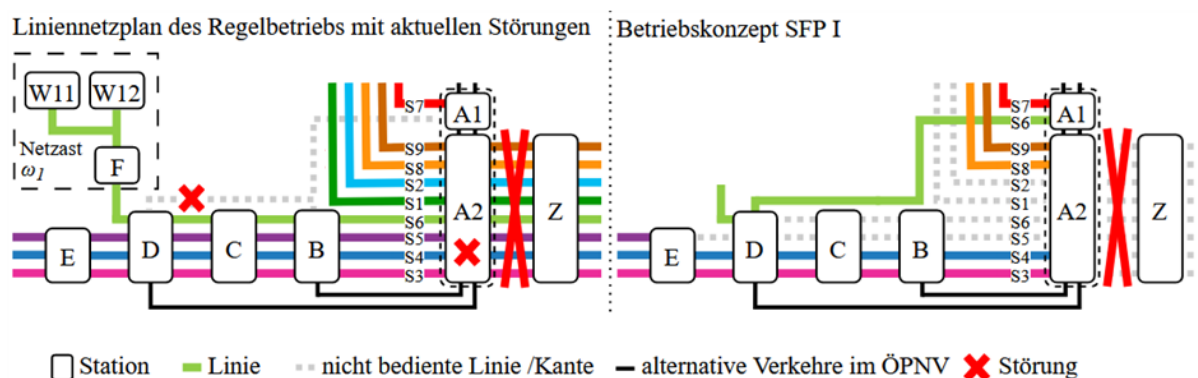 Liniennetzplan des Regelbetriebs mit aktuellen Störungen
W11
W12
Netzast
ω1
F
E
D
C
B
S7
A1
S9
S8
S2
S1
S6
S5
S4
S3
A2
Z
Betriebskonzept SFP I
E
D
C
B
S7
S6
A1
S9
S8
S2
S1
S6
S5
S4
S3
A2
Z
Station
Linie
nicht bediente Linie /Kante
alternative Verkehre im ÖPNV
Störung